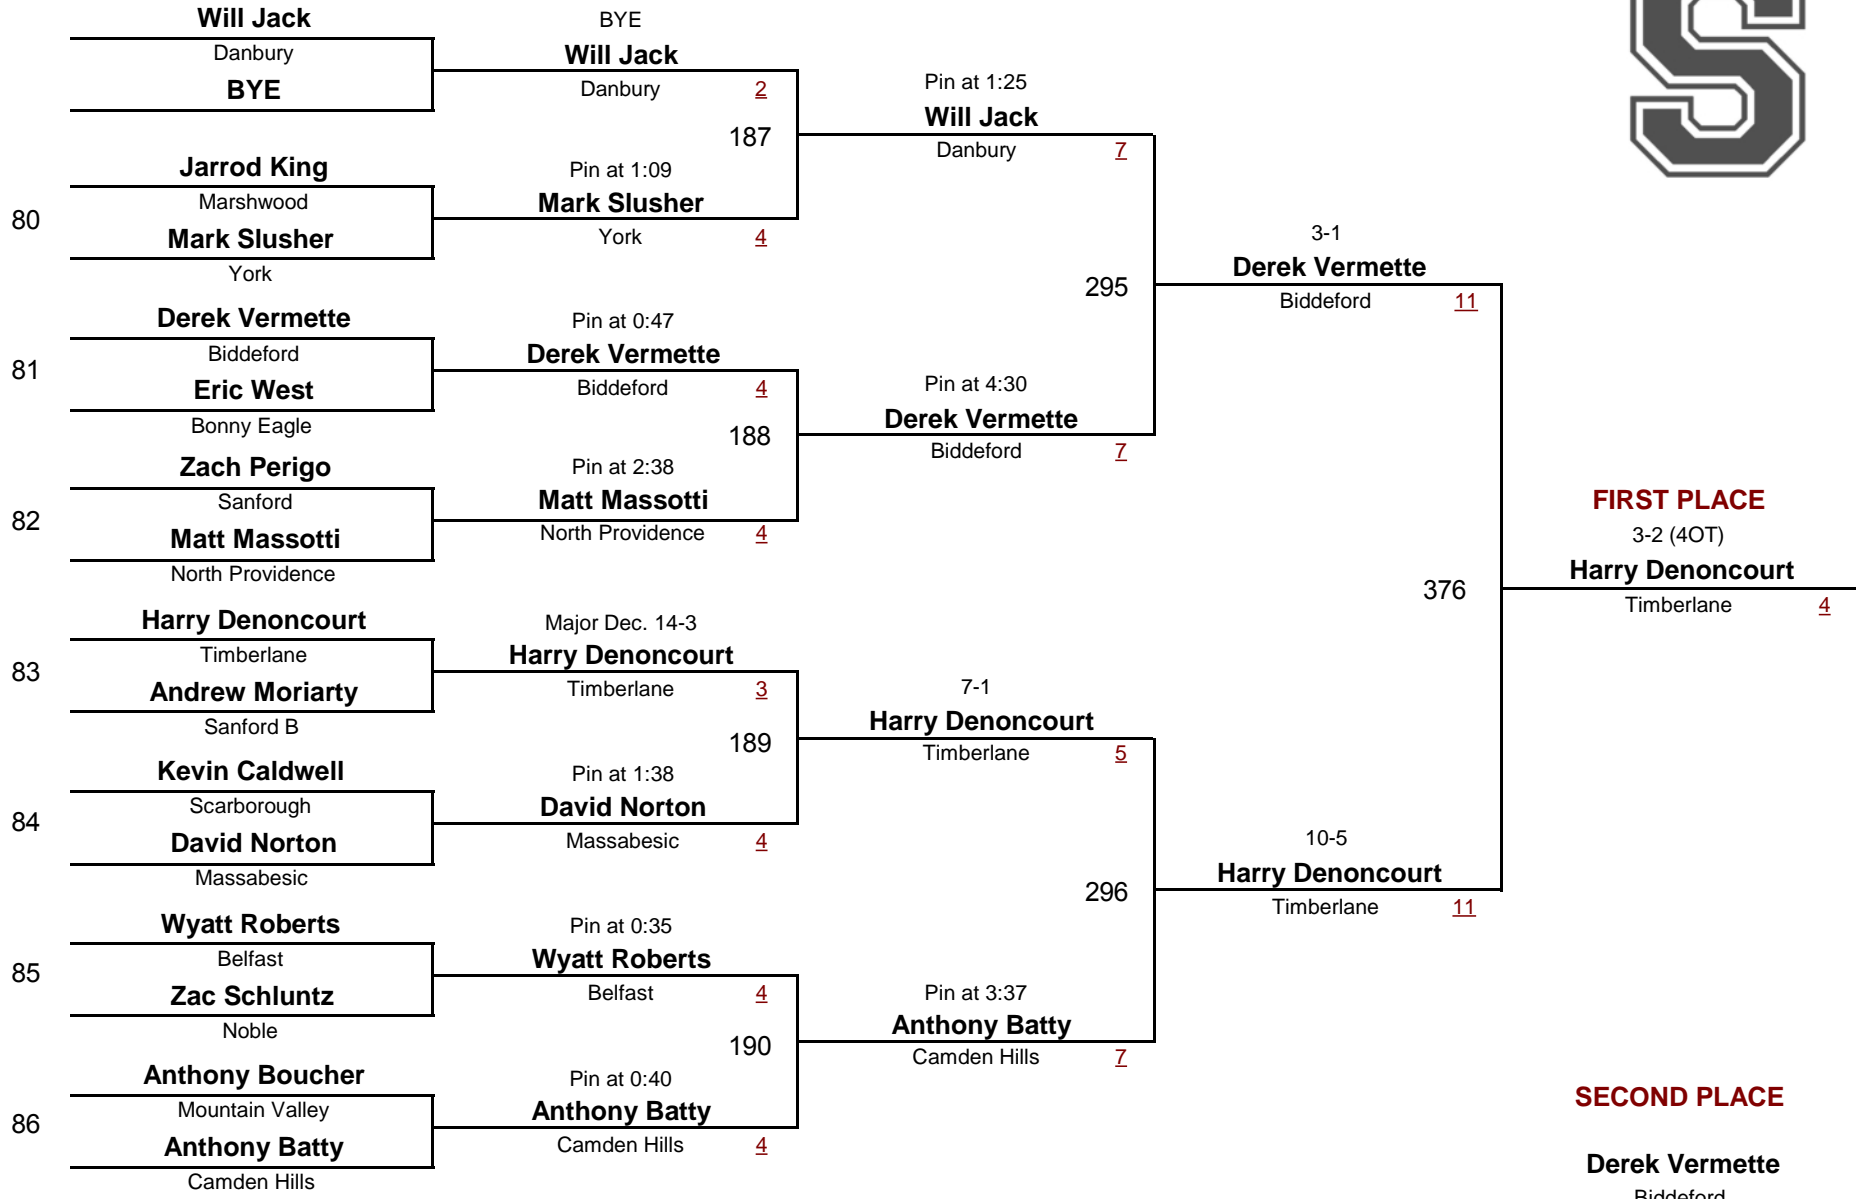 Will Jack
Danbury
BYE
80
Jarrod King
Marshwood
Mark Slusher
York
81
Derek Vermette
Biddeford
Eric West
Bonny Eagle
82
Zach Perigo
Sanford
Matt Massotti
North Providence
83
Harry Denoncourt
Timberlane
Andrew Moriarty
Sanford B
84
Kevin Caldwell
Scarborough
David Norton
Massabesic
85
Wyatt Roberts
Belfast
Zac Schluntz
Noble
86
Anthony Boucher
Mountain Valley
Anthony Batty
Camden Hills
BYE
Will Jack
Danbury 2
187
Pin at 1:09
Mark Slusher
York 4
Pin at 0:47
Derek Vermette
Biddeford 4
188
Pin at 2:38
Matt Massotti
North Providence 4
Major Dec. 14-3
Harry Denoncourt
Timberlane 3
189
Pin at 1:38
David Norton
Massabesic 4
Pin at 0:35
Wyatt Roberts
Belfast 4
190
Pin at 0:40
Anthony Batty
Camden Hills 4
Pin at 1:25
Will Jack
Danbury 7
295
Pin at 4:30
Derek Vermette
Biddeford 7
7-1
Harry Denoncourt
Timberlane 5
296
Pin at 3:37
Anthony Batty
Camden Hills 7
3-1
Derek Vermette
Biddeford 11
376
10-5
Harry Denoncourt
Timberlane 11
S
FIRST PLACE
3-2 (4OT)
Harry Denoncourt
Timberlane 4
SECOND PLACE
Derek Vermette
Biddeford